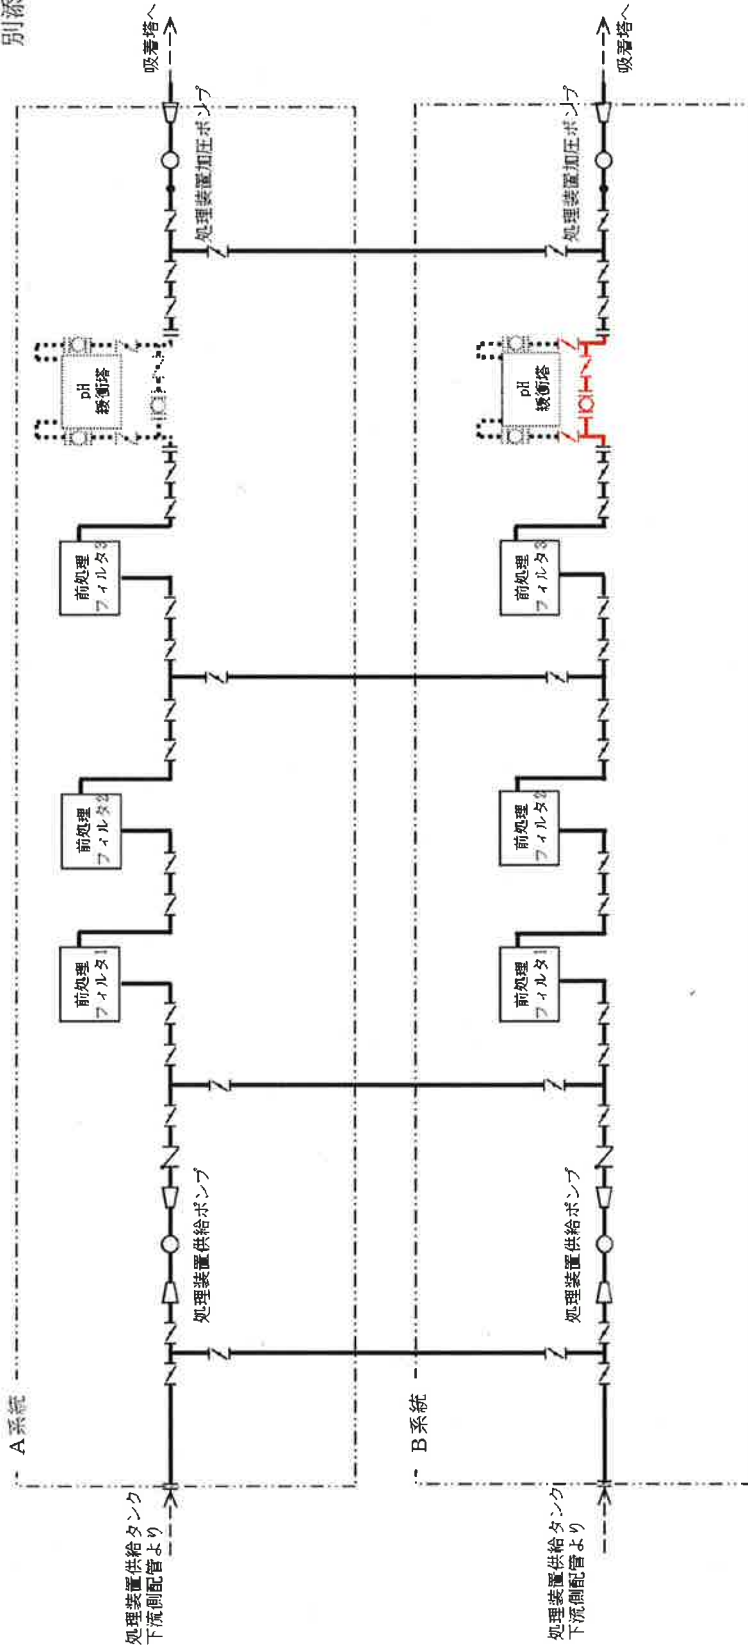 別添
A系統
処理装置供給タンク
下流側配管より
処理装置供給ポンプ
前処理
フィルタ1
前処理
フィルタ2
前処理
フィルタ3
pH
緩衝塔
処理装置加圧ポンプ
吸着塔へ
B系統
処理装置供給タンク
下流側配管より
処理装置供給ポンプ
前処理
フィルタ1
前処理
フィルタ2
前処理
フィルタ3
pH
緩衝塔
処理装置加圧ポンプ
吸着塔へ